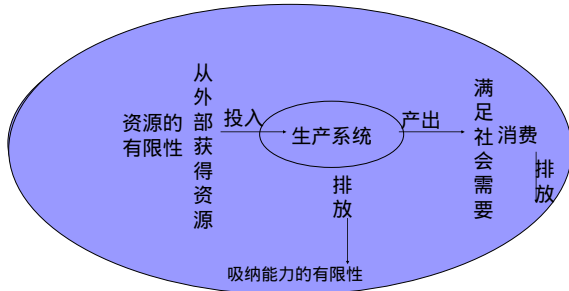 资源的
有限性
从外部获得资源
投入
生产系统
产出
满足社会需要
消费
排放
排放
吸纳能力的有限性